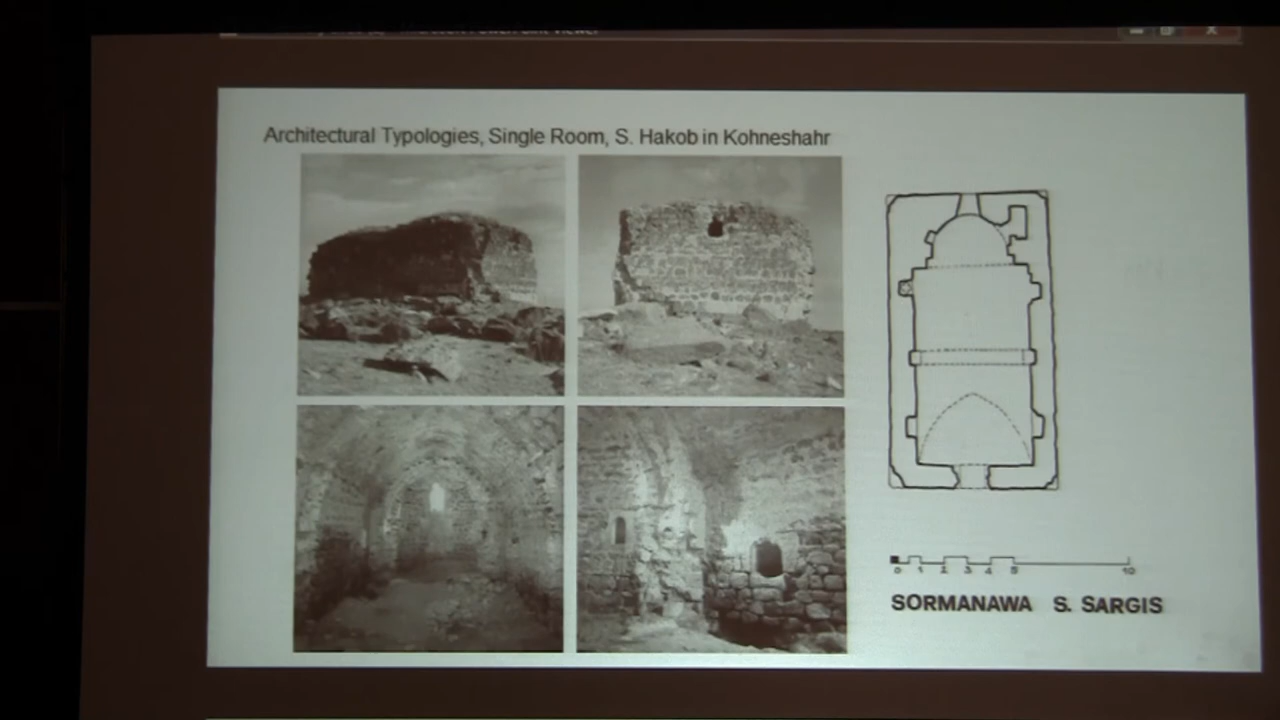 Architectural Typologies, Single Room, S. Hakob in Kohneshahr
0 1 2 3 4 5 10
SORMANAWA S. SARGIS